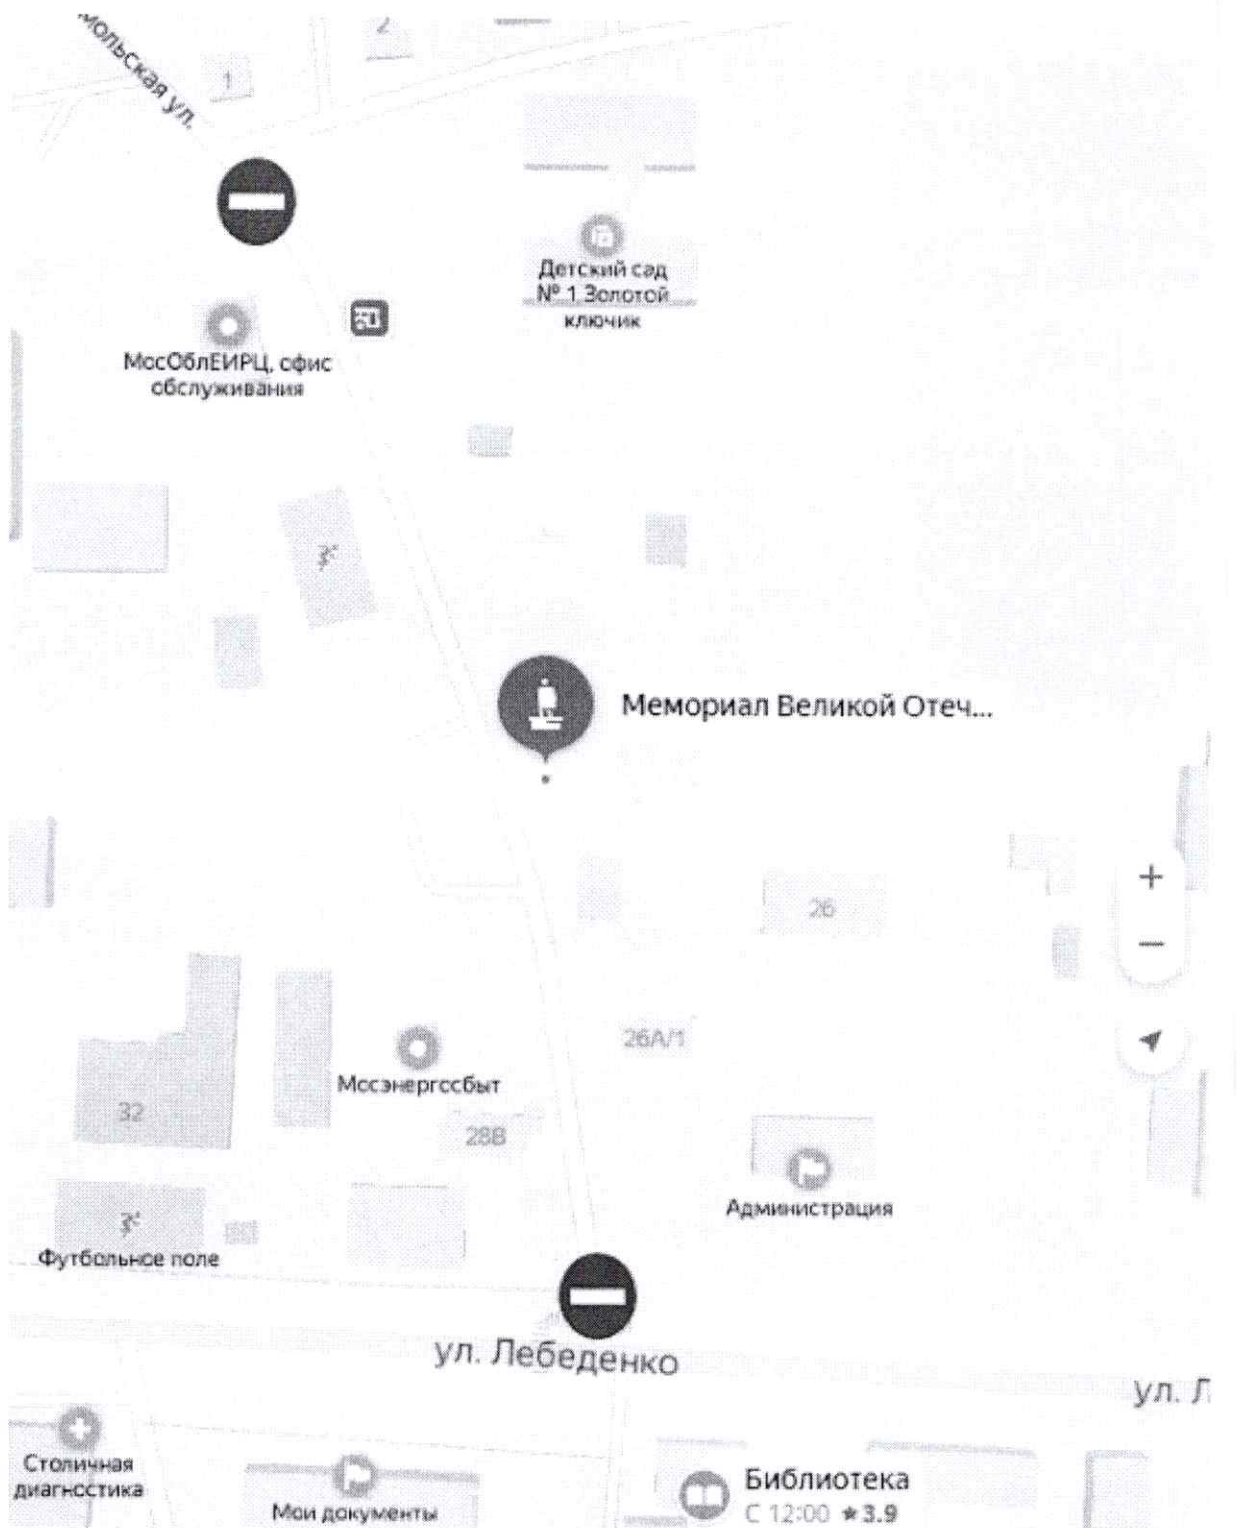 мольская ул.
2
1
Детский сад
№ 1 Золотой
ключик
МосОблЕИРЦ, офис
обслуживания
Мемориал Великой Отеч...
+
26
−
26А/1
Мосэнергосбыт
32
28В
Администрация
Футбольное поле
ул. Лебеденко
ул. Л
Столичная
диагностика
Мои документы
Библиотека
С 12:00 ★3.9